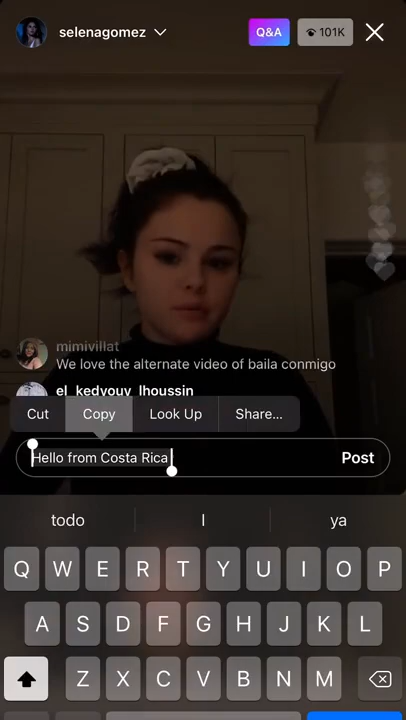 selenagomez
Q&A
101K
mimivillat
We love the alternate video of baila conmigo
el_kedyouy_lhoussin
Cut Copy Look Up Share...
Hello from Costa Rica
Post
todo I ya
Q W E R T Y U I O P
A S D F G H J K L
Z X C V B N M